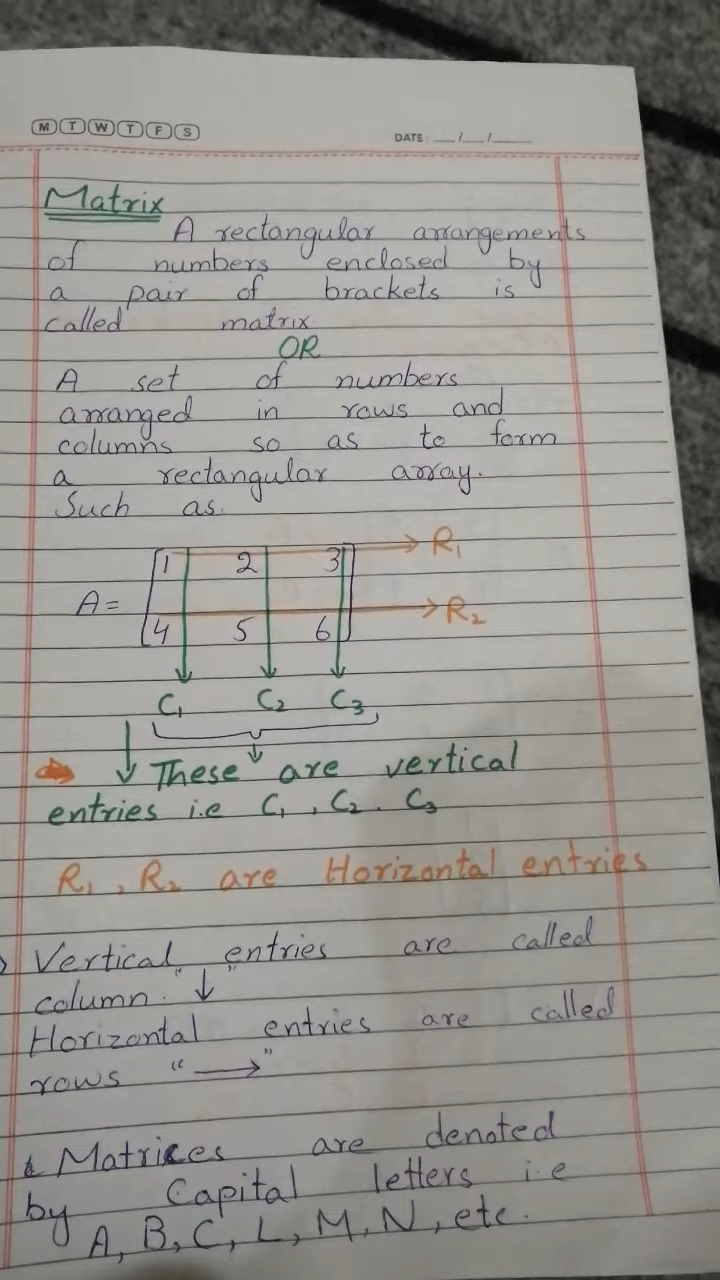 M T W T F S
DATE __/__/____
Matrix
A rectangular arrangements
of numbers enclosed by
a pair of brackets is
called matrix.
OR
A set of numbers
arranged in rows and
columns so as to form
a rectangular array.
Such as.
1 2 3 → R₁
A =
4 5 6 → R₂
C₁ C₂ C₃
These are vertical
entries i.e C₁, C₂. C₃
R₁, R₂ are Horizontal entries
Vertical entries are called
column. "↓"
Horizontal entries are called
rows "⟶"
& Matrices are denoted
by Capital letters i.e
A, B, C, L, M, N, etc.